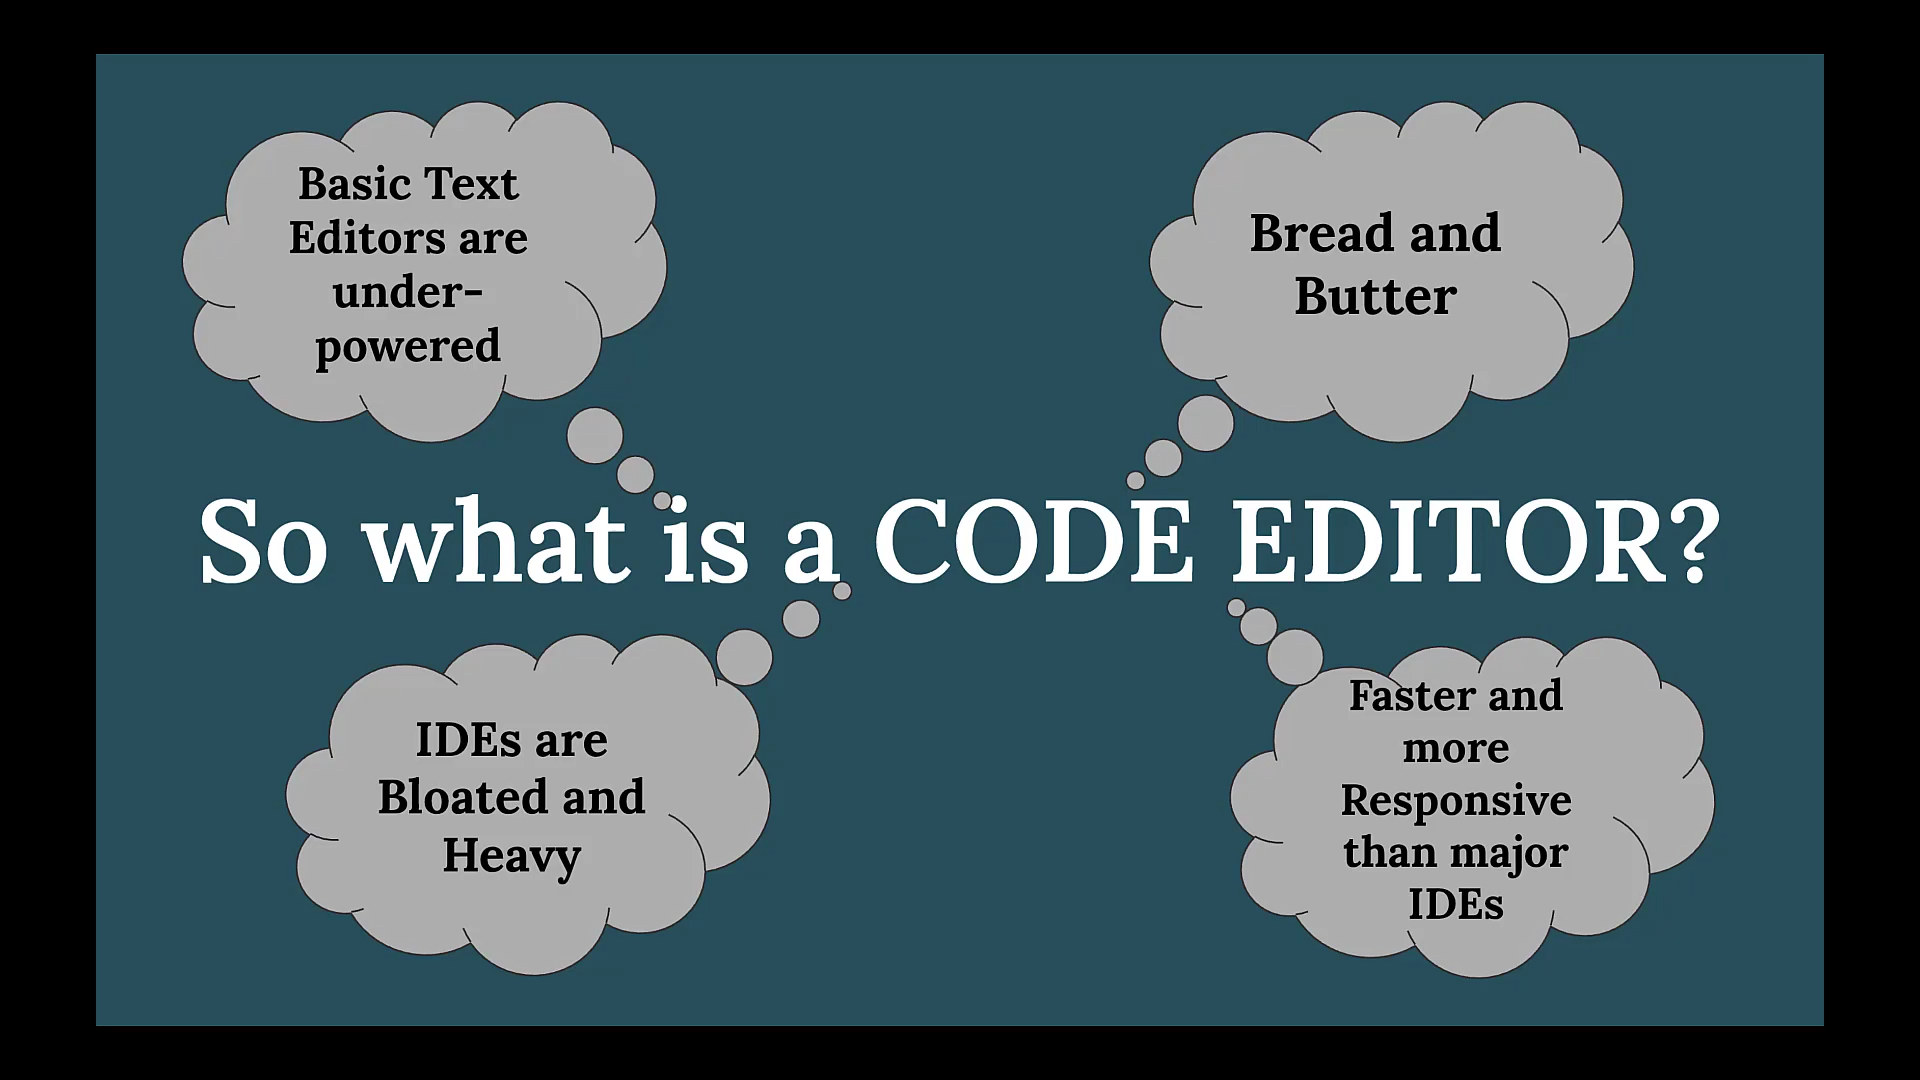 Basic Text
Editors are
under-
powered
Bread and
Butter
So what is a CODE EDITOR?
IDEs are
Bloated and
Heavy
Faster and
more
Responsive
than major
IDEs